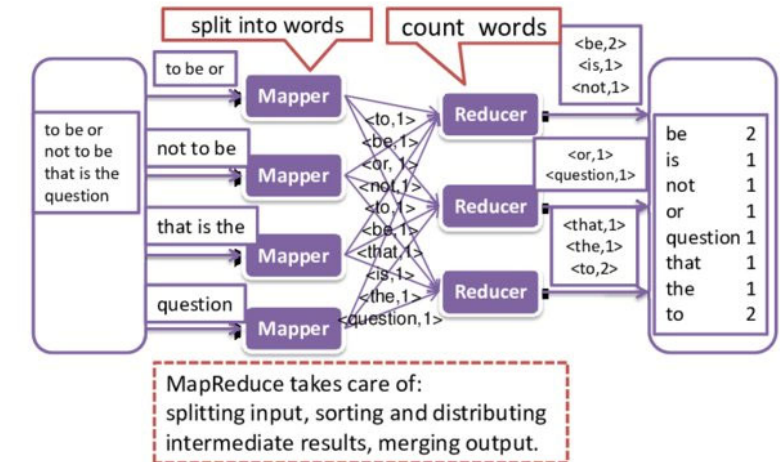 split into words
count words
to be or
not to be
that is the
question
to be or
not to be
that is the
question
Mapper
Mapper
Mapper
Mapper
<to,1>
<be,1>
<or, 1>
<not,1>
<to,1>
<be,1>
<that,1>
<is,1>
<the,1>
<question,1>
Reducer
Reducer
Reducer
<be,2>
<is,1>
<not,1>
<or,1>
<question,1>
<that,1>
<the,1>
<to,2>
be 2
is 1
not 1
or 1
question 1
that 1
the 1
to 2
MapReduce takes care of:
splitting input, sorting and distributing
intermediate results, merging output.